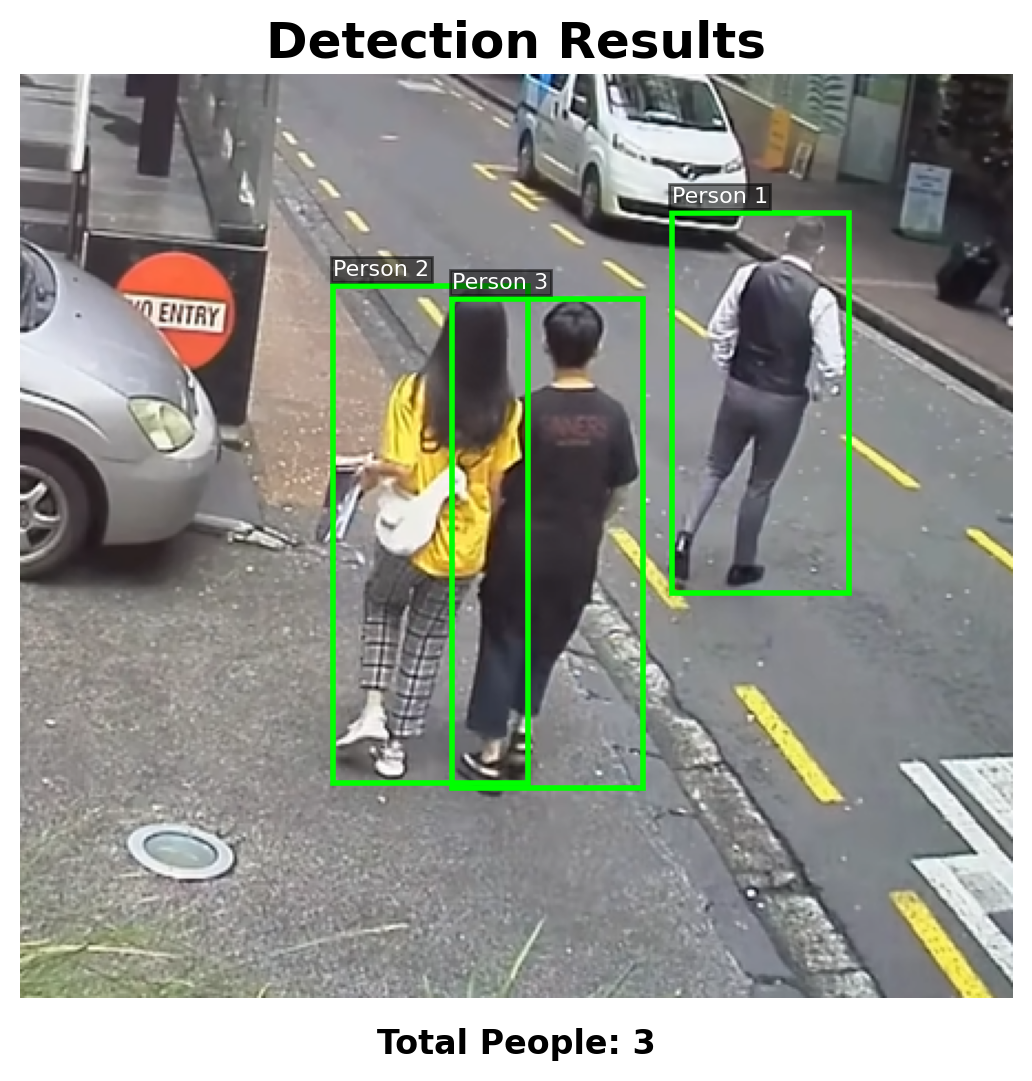 Detection Results
Person 1
Person 2
Person 3
NO ENTRY
Total People: 3